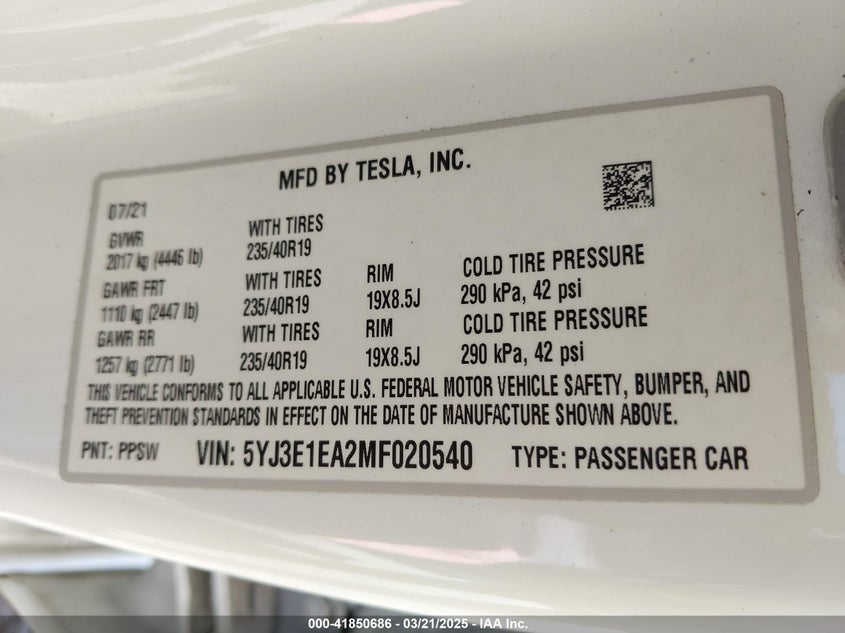 MFD BY TESLA, INC.
07/21
GVWR
2017 kg (4446 lb)
WITH TIRES
235/40R19
GAWR FRT
1110 kg (2447 lb)
WITH TIRES
235/40R19
RIM
19X8.5J
COLD TIRE PRESSURE
290 kPa, 42 psi
GAWR RR
1257 kg (2771 lb)
WITH TIRES
235/40R19
RIM
19X8.5J
COLD TIRE PRESSURE
290 kPa, 42 psi
THIS VEHICLE CONFORMS TO ALL APPLICABLE U.S. FEDERAL MOTOR VEHICLE SAFETY, BUMPER, AND
THEFT PREVENTION STANDARDS IN EFFECT ON THE DATE OF MANUFACTURE SHOWN ABOVE.
PNT: PPSW VIN: 5YJ3E1EA2MF020540 TYPE: PASSENGER CAR
000-41850686 - 03/21/2025 - IAA Inc.